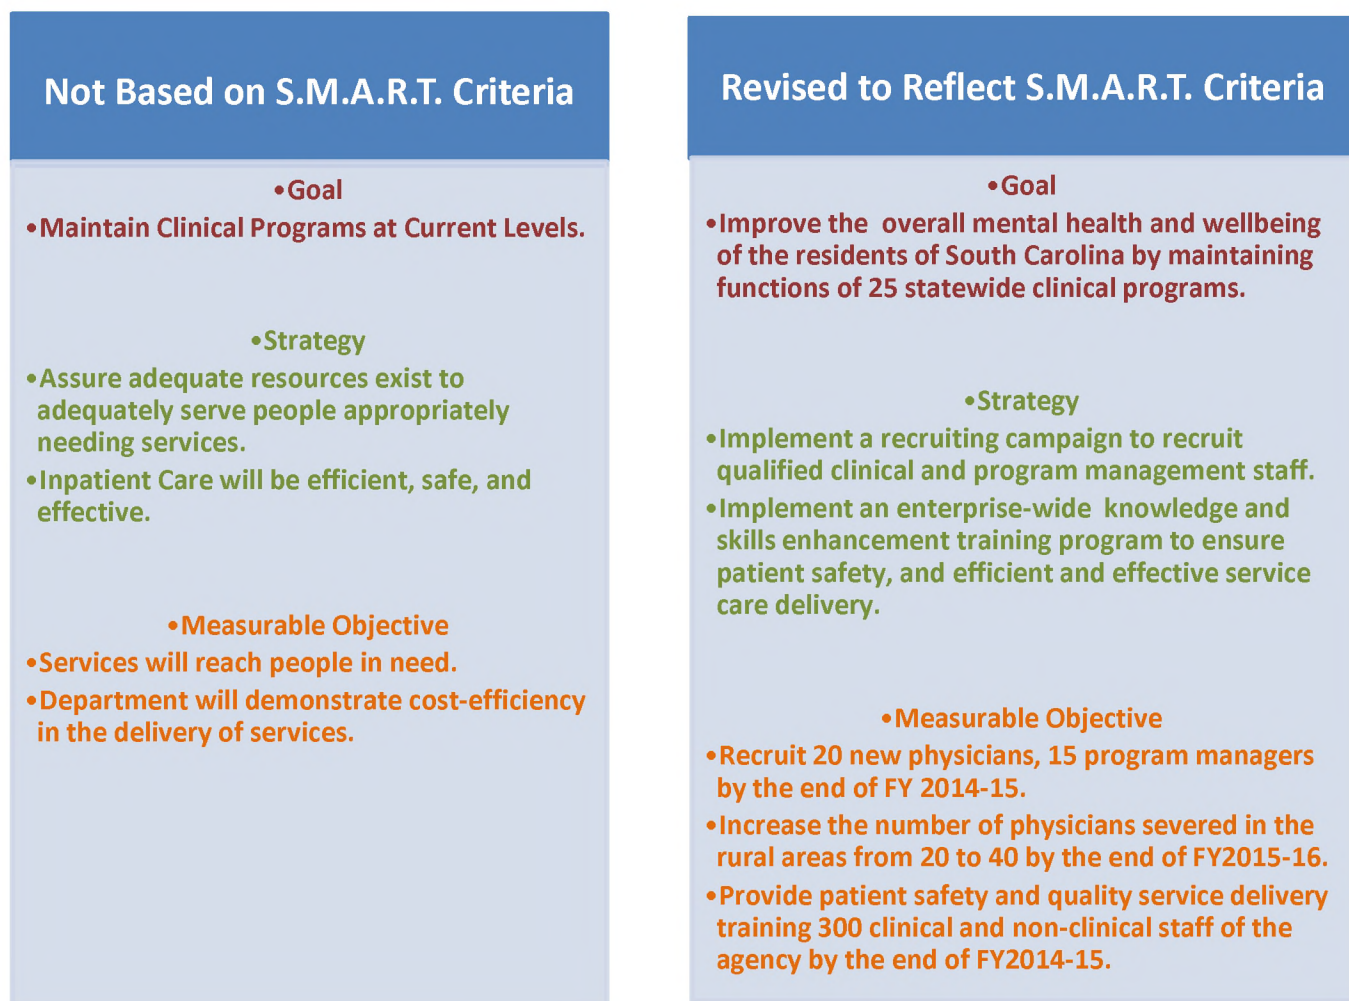 Not Based on S.M.A.R.T. Criteria
•Goal
•Maintain Clinical Programs at Current Levels.
•Strategy
•Assure adequate resources exist to
adequately serve people appropriately
needing services.
•Inpatient Care will be efficient, safe, and
effective.
•Measurable Objective
•Services will reach people in need.
•Department will demonstrate cost-efficiency
in the delivery of services.
Revised to Reflect S.M.A.R.T. Criteria
•Goal
•Improve the overall mental health and wellbeing
of the residents of South Carolina by maintaining
functions of 25 statewide clinical programs.
•Strategy
•Implement a recruiting campaign to recruit
qualified clinical and program management staff.
•Implement an enterprise-wide knowledge and
skills enhancement training program to ensure
patient safety, and efficient and effective service
care delivery.
•Measurable Objective
•Recruit 20 new physicians, 15 program managers
by the end of FY 2014-15.
•Increase the number of physicians severed in the
rural areas from 20 to 40 by the end of FY2015-16.
•Provide patient safety and quality service delivery
training 300 clinical and non-clinical staff of the
agency by the end of FY2014-15.